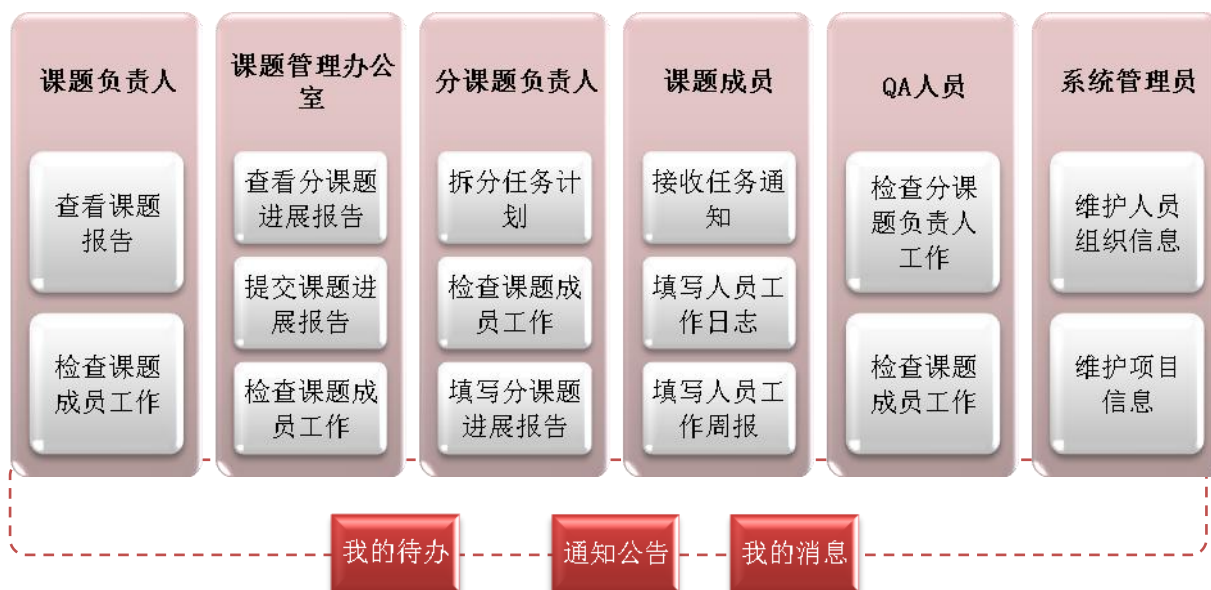 课题负责人
查看课题
报告
检查课题
成员工作
课题管理办公
室
查看分课题
进展报告
提交课题进
展报告
检查课题成
员工作
分课题负责人
拆分任务计
划
检查课题成
员工作
填写分课题
进展报告
课题成员
接收任务通
知
填写人员工
作日志
填写人员工
作周报
QA人员
检查分课
题负责人
工作
检查课题
成员工作
系统管理员
维护人员
组织信息
维护项目
信息
我的待办
通知公告
我的消息